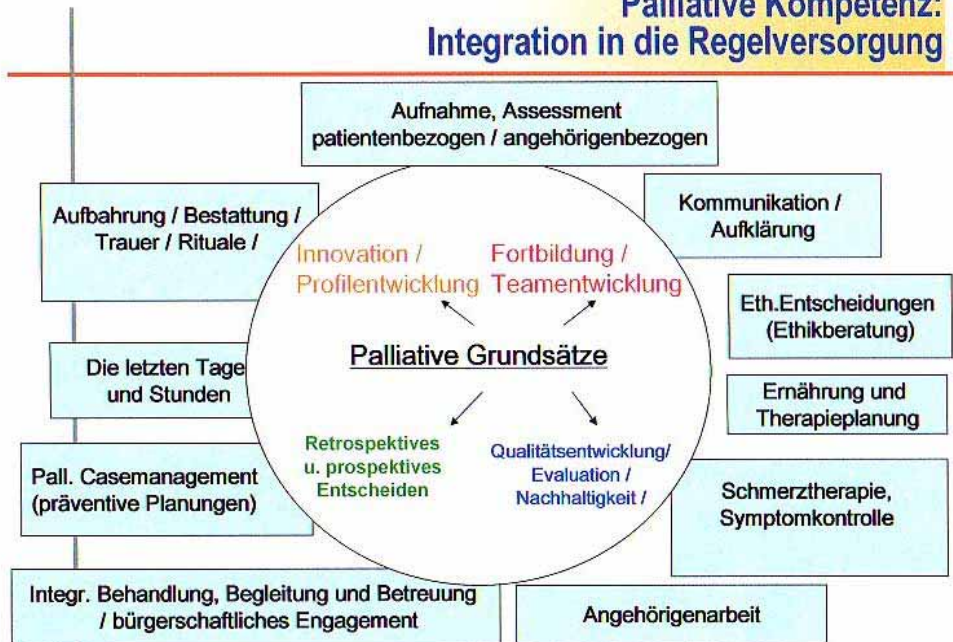 Palliative Kompetenz:
Integration in die Regelversorgung
Aufnahme, Assessment
patientenbezogen / angehörigenbezogen
Kommunikation /
Aufklärung
Eth.Entscheidungen
(Ethikberatung)
Ernährung und
Therapieplanung
Schmerztherapie,
Symptomkontrolle
Angehörigenarbeit
Integr. Behandlung, Begleitung und Betreuung
/ bürgerschaftliches Engagement
Pall. Casemanagement
(präventive Planungen)
Die letzten Tage
und Stunden
Aufbahrung / Bestattung /
Trauer / Rituale /
Innovation /
Profilentwicklung
Fortbildung /
Teamentwicklung
Palliative Grundsätze
Retrospektives
u. prospektives
Entscheiden
Qualitätsentwicklung/
Evaluation /
Nachhaltigkeit /